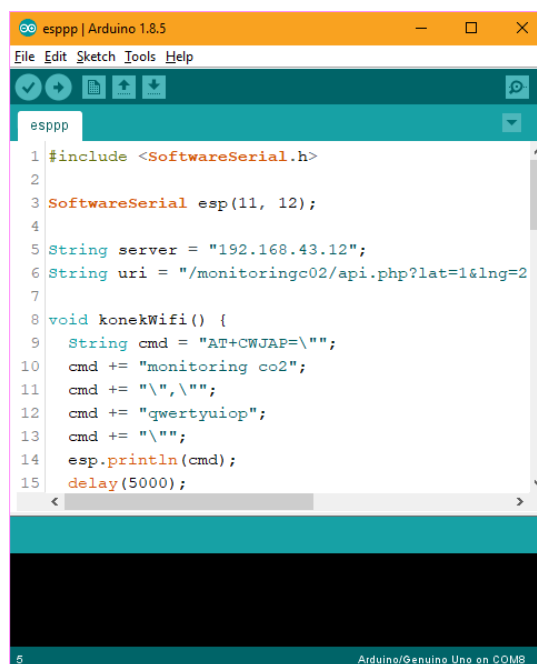 esppp | Arduino 1.8.5
File Edit Sketch Tools Help
esppp
1 #include <SoftwareSerial.h>
2
3 SoftwareSerial esp(11, 12);
4
5 String server = "192.168.43.12";
6 String uri = "/monitoringc02/api.php?lat=1&lng=2
7
8 void konekWifi() {
9   String cmd = "AT+CWJAP=\"";
10   cmd += "monitoring co2";
11   cmd += "\",\"";
12   cmd += "qwertyuiop";
13   cmd += "\"";
14   esp.println(cmd);
15   delay(5000);
5 Arduino/Genuino Uno on COM8